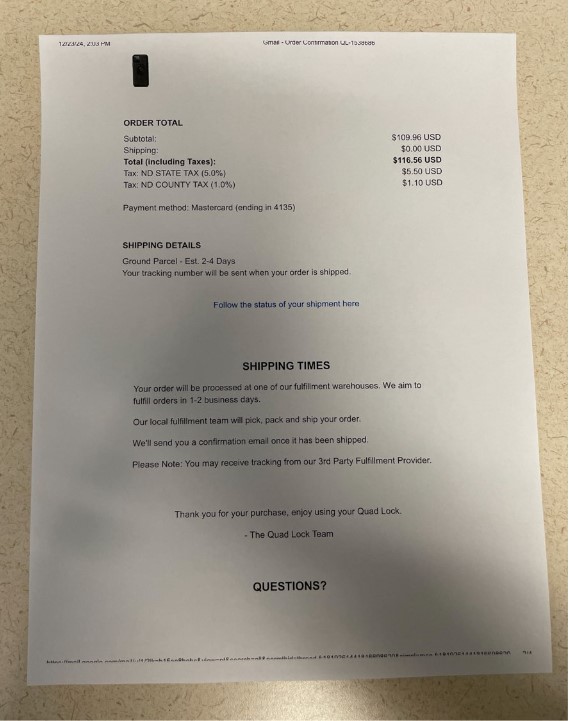 12/23/24, 2:03 PM
Gmail - Order Confirmation QL-1538686
ORDER TOTAL
Subtotal: $109.96 USD
Shipping: $0.00 USD
Total (including Taxes): $116.56 USD
Tax: ND STATE TAX (5.0%) $5.50 USD
Tax: ND COUNTY TAX (1.0%) $1.10 USD
Payment method: Mastercard (ending in 4135)
SHIPPING DETAILS
Ground Parcel - Est. 2-4 Days
Your tracking number will be sent when your order is shipped.
Follow the status of your shipment here
SHIPPING TIMES
Your order will be processed at one of our fulfillment warehouses. We aim to
fulfill orders in 1-2 business days.
Our local fulfillment team will pick, pack and ship your order.
We'll send you a confirmation email once it has been shipped.
Please Note: You may receive tracking from our 3rd Party Fulfillment Provider.
Thank you for your purchase, enjoy using your Quad Lock.
- The Quad Lock Team
QUESTIONS?